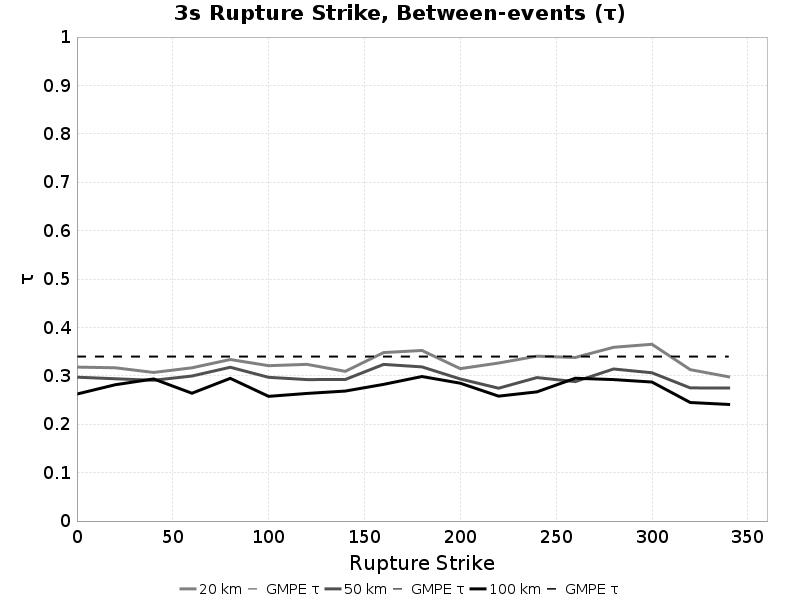 3s Rupture Strike, Between-events (τ)
1
0.9
0.8
0.7
0.6
0.5
0.4
0.3
0.2
0.1
0
τ
0 50 100 150 200 250 300 350
Rupture Strike
20 km GMPE τ 50 km GMPE τ 100 km GMPE τ